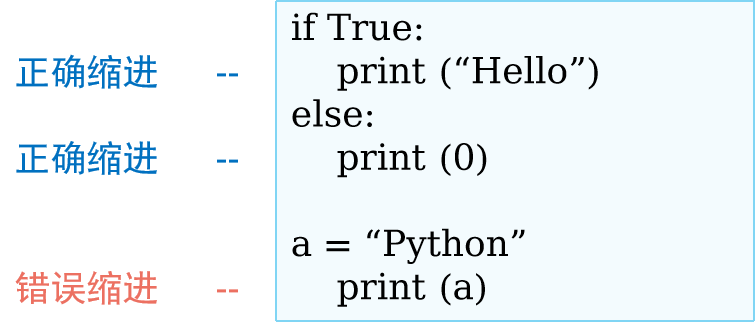 if True:
正确缩进 -- print (“Hello”)
else:
正确缩进 -- print (0)
a = “Python”
错误缩进 -- print (a)